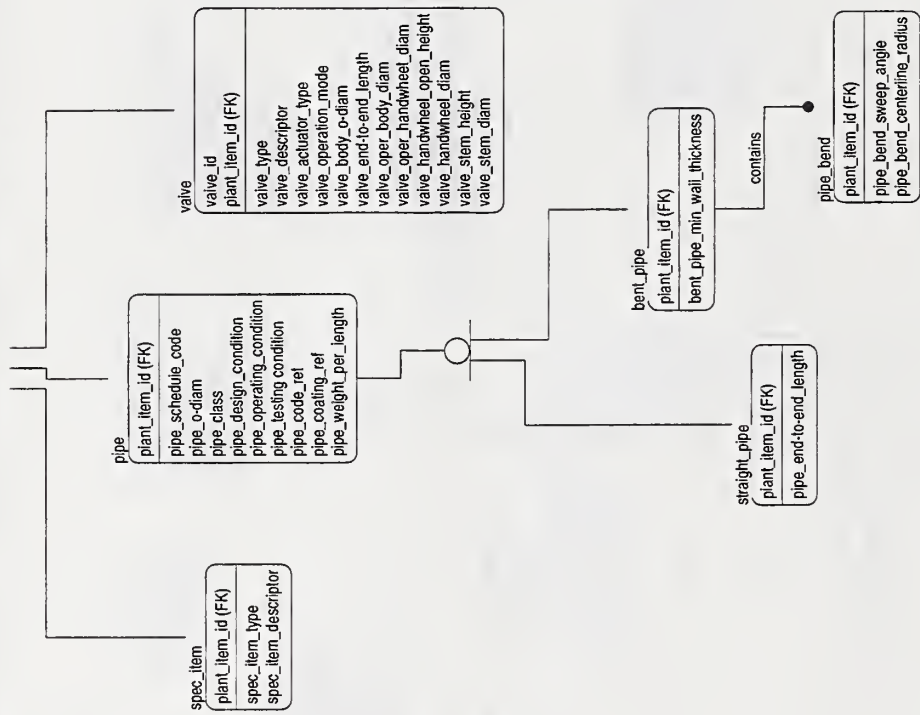 valve
valve_id
plant_item_id (FK)
valve_type
valve_descriptor
valve_actuator_type
valve_operation_mode
valve_body_o-diam
valve_end-to-end_length
valve_oper_body_diam
valve_oper_handwheel_diam
valve_handwheel_open_height
valve_handwheel_diam
valve_stem_height
valve_stem_diam
pipe
plant_item_id (FK)
pipe_schedule_code
pipe_o-diam
pipe_class
pipe_design_condition
pipe_operating_condition
pipe_testing condition
pipe_code_ref
pipe_coating_ref
pipe_weight_per_length
spec_item
plant_item_id (FK)
spec_item_type
spec_item_descriptor
bent_pipe
plant_item_id (FK)
bent_pipe_min_wall_thickness
contains
straight_pipe
plant_item_id (FK)
pipe_end-to-end_length
pipe_bend
plant_item_id (FK)
pipe_bend_sweep_angle
pipe_bend_centerline_radius